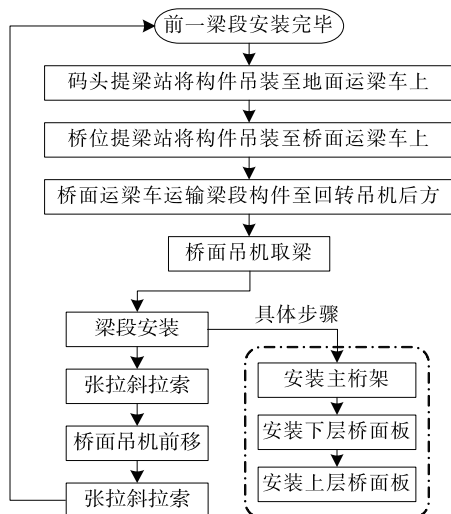 前一梁段安装完毕
码头提梁站将构件吊装至地面运梁车上
桥位提梁站将构件吊装至桥面运梁车上
桥面运梁车运输梁段构件至回转吊机后方
桥面吊机取梁
梁段安装
具体步骤
张拉斜拉索
安装主桁架
桥面吊机前移
安装下层桥面板
张拉斜拉索
安装上层桥面板